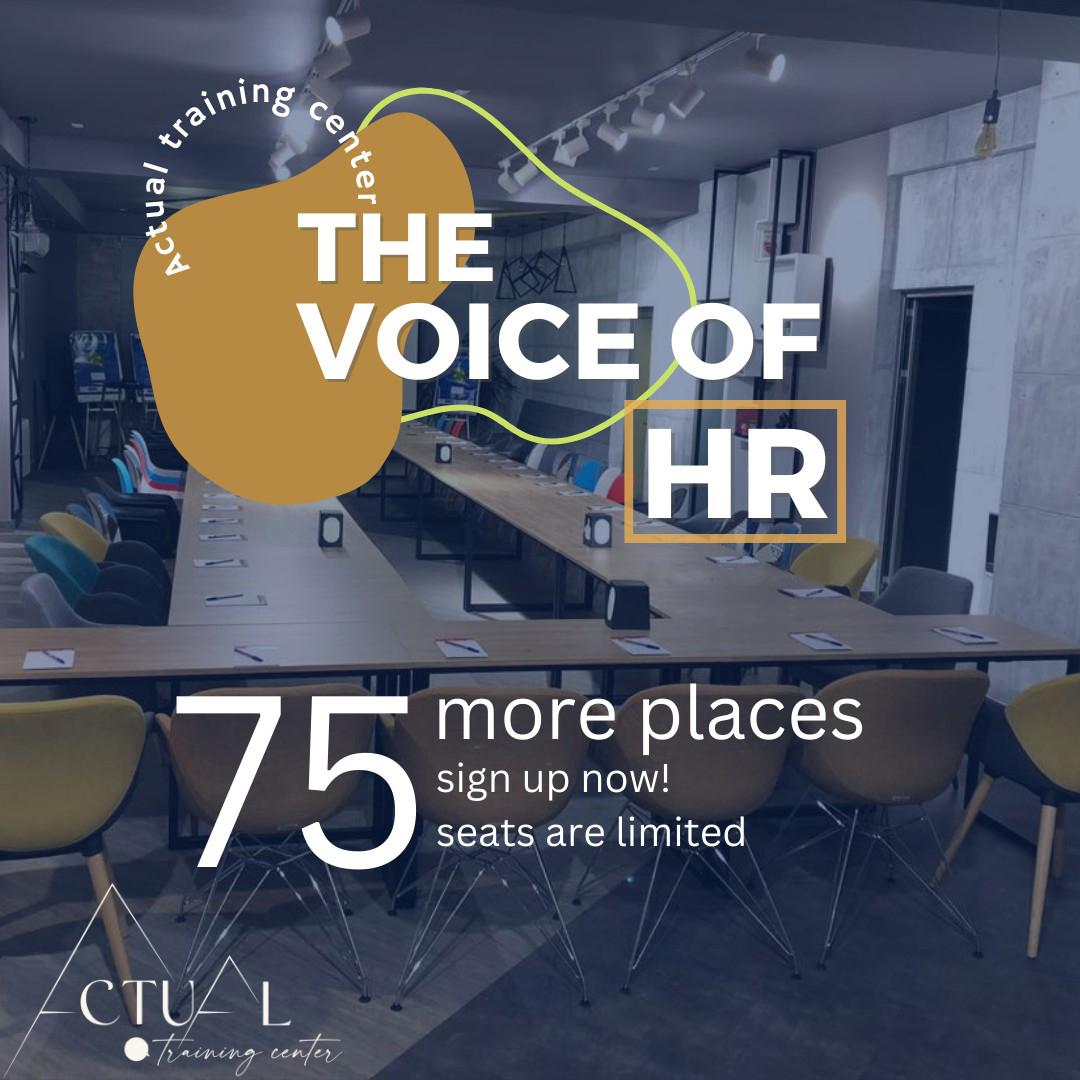 Actual training center
THE
VOICE OF
HR
75
more places
sign up now!
seats are limited
ACTUAL
training center